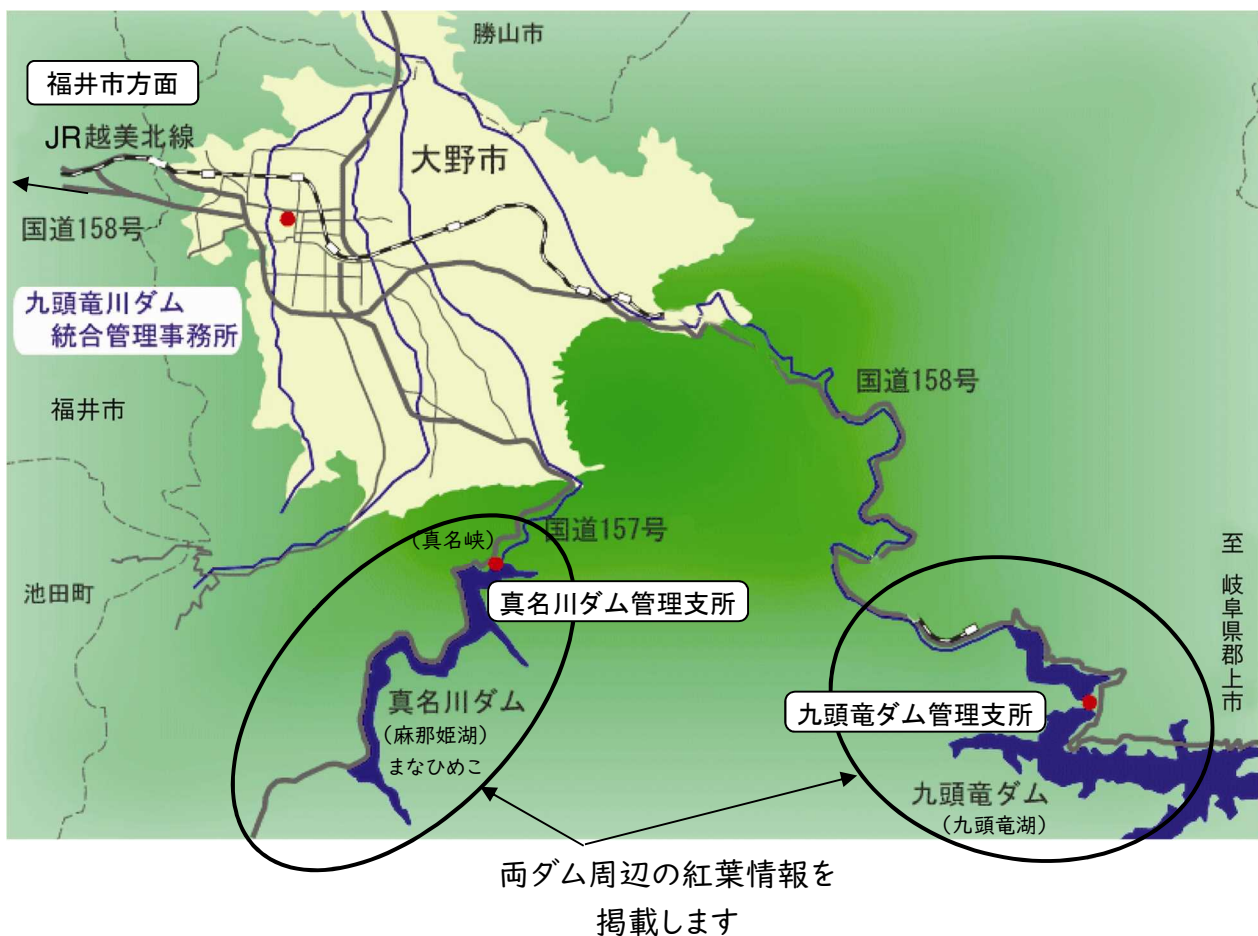 勝山市
福井市方面
JR越美北線
大野市
国道158号
九頭竜川ダム
統合管理事務所
国道158号
福井市
国道157号
(真名峡)
至 岐阜県郡上市
池田町
真名川ダム管理支所
真名川ダム
(麻那姫湖)
まなひめこ
九頭竜ダム管理支所
九頭竜ダム
(九頭竜湖)
両ダム周辺の紅葉情報を
掲載します